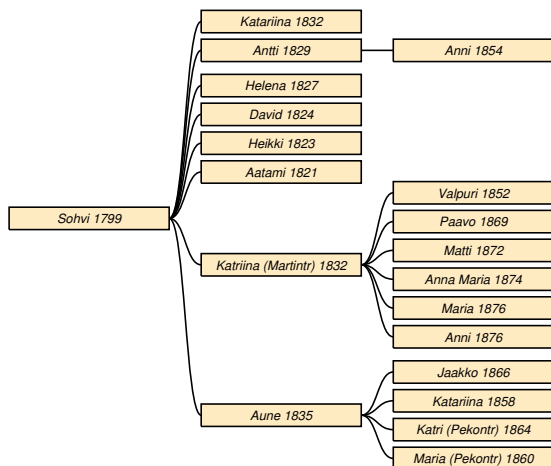 Katariina 1832
Antti 1829
Anni 1854
Helena 1827
David 1824
Heikki 1823
Aatami 1821
Sohvi 1799
Katriina (Martintr) 1832
Valpuri 1852
Paavo 1869
Matti 1872
Anna Maria 1874
Maria 1876
Anni 1876
Aune 1835
Jaakko 1866
Katariina 1858
Katri (Pekontr) 1864
Maria (Pekontr) 1860